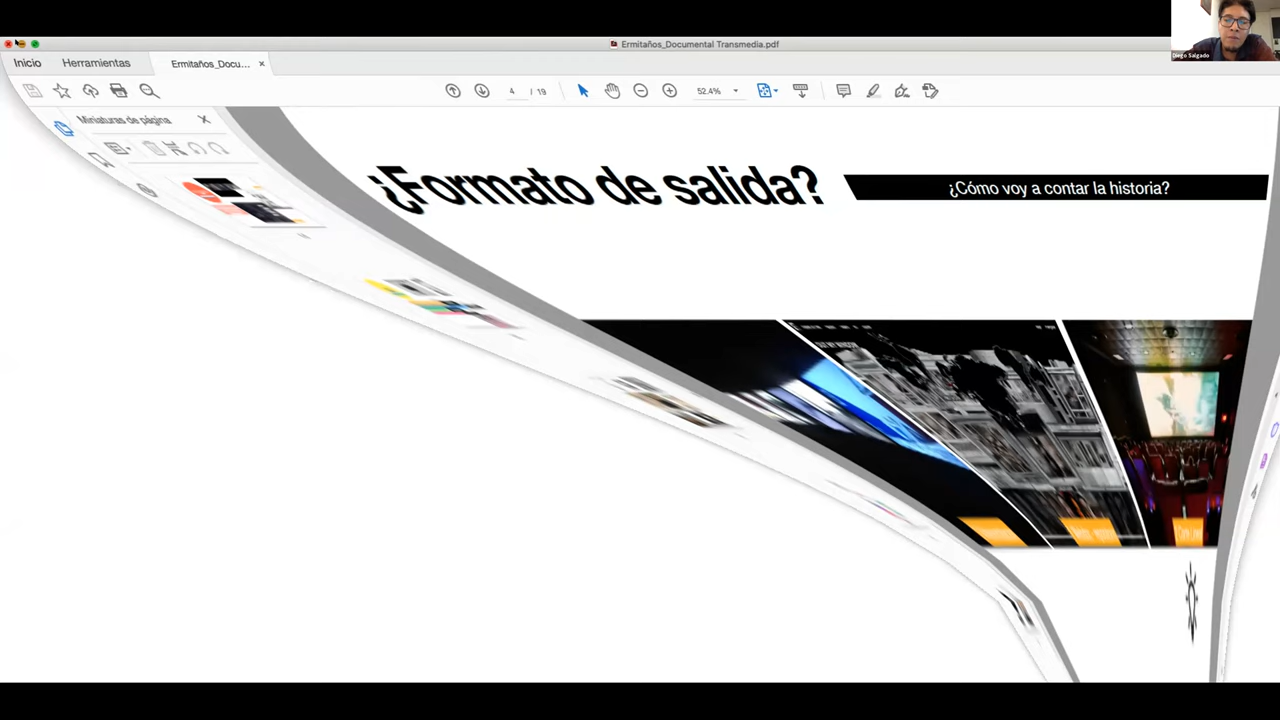 Diego Salgado
Ermitaños_Documental Transmedia.pdf
Inicio
Herramientas
Ermitaños_Docu...
4 / 19
52.4%
Miniaturas de página
¿Formato de salida?
¿Cómo voy a contar la historia?